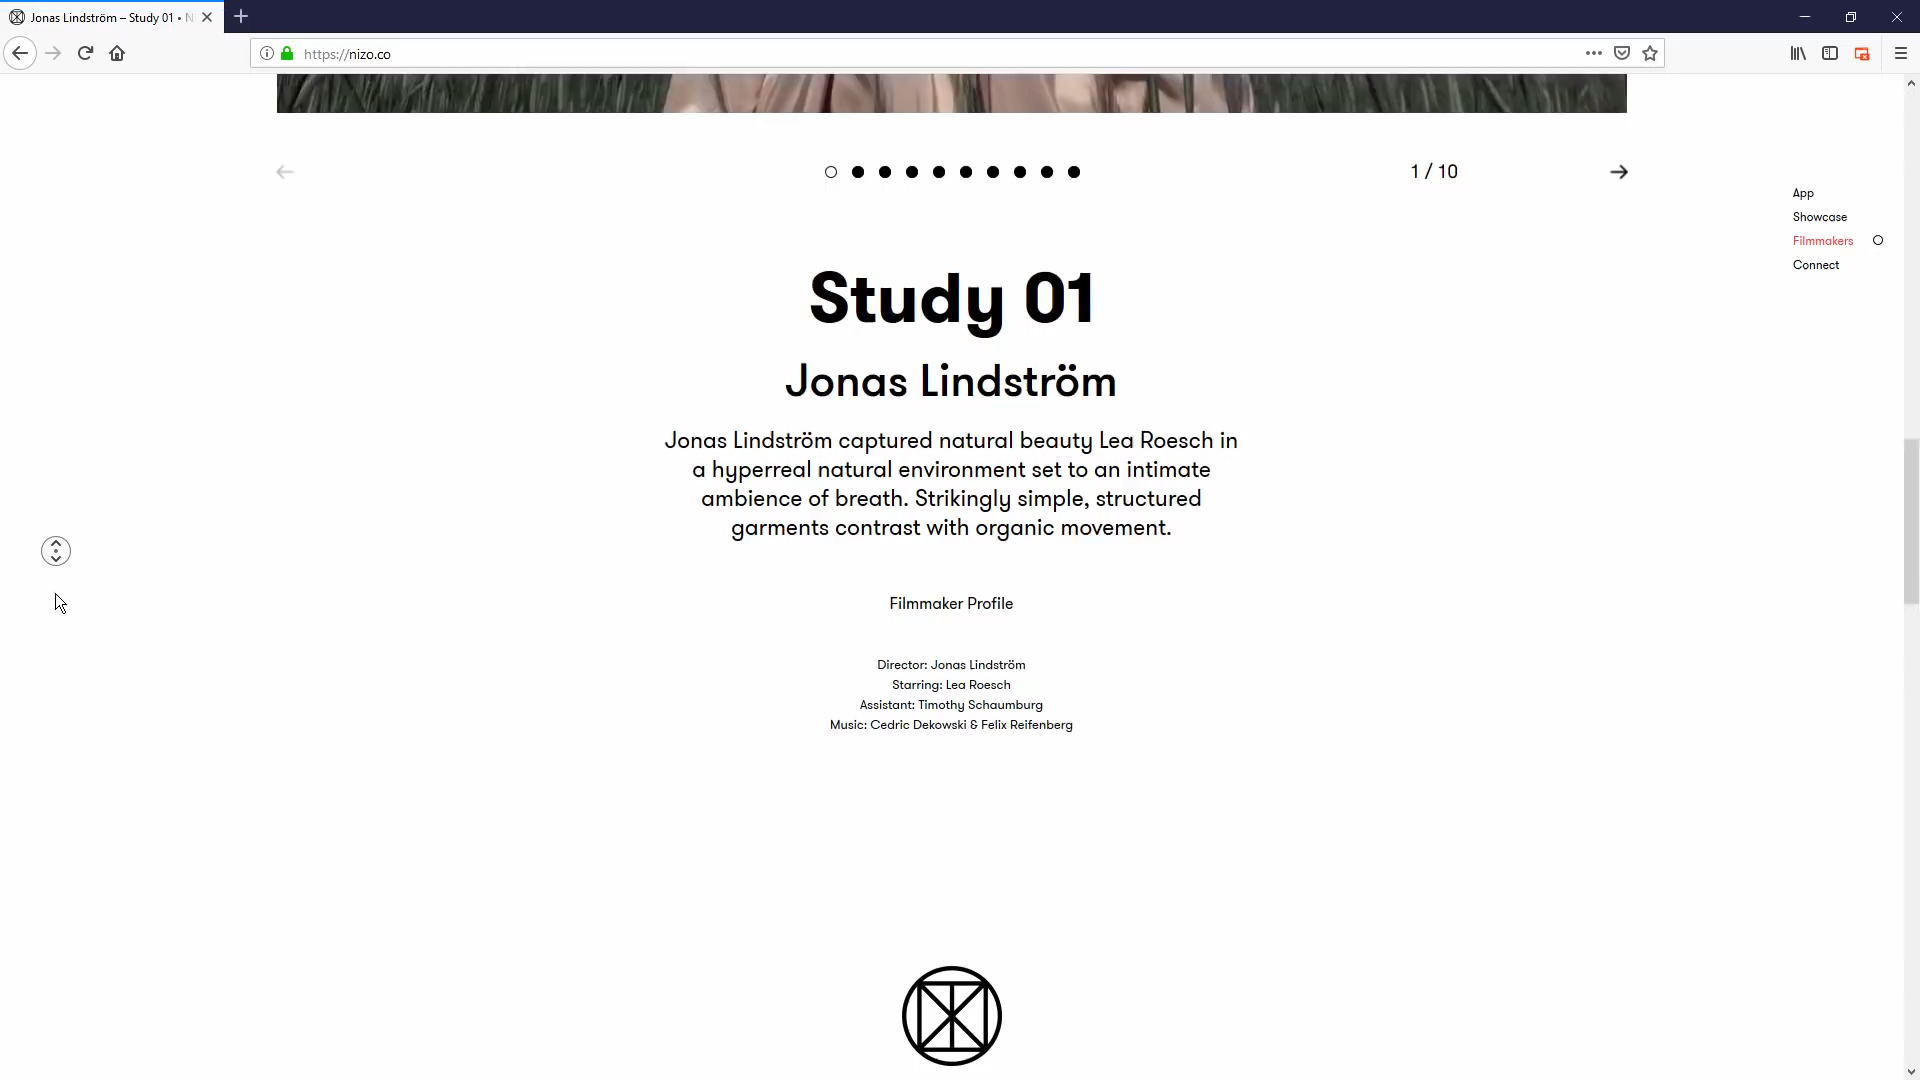 Jonas Lindström – Study 01 • N
https://nizo.co
1 / 10
App
Showcase
Filmmakers
Connect
Study 01
Jonas Lindström
Jonas Lindström captured natural beauty Lea Roesch in
a hyperreal natural environment set to an intimate
ambience of breath. Strikingly simple, structured
garments contrast with organic movement.
Filmmaker Profile
Director: Jonas Lindström
Starring: Lea Roesch
Assistant: Timothy Schaumburg
Music: Cedric Dekowski & Felix Reifenberg